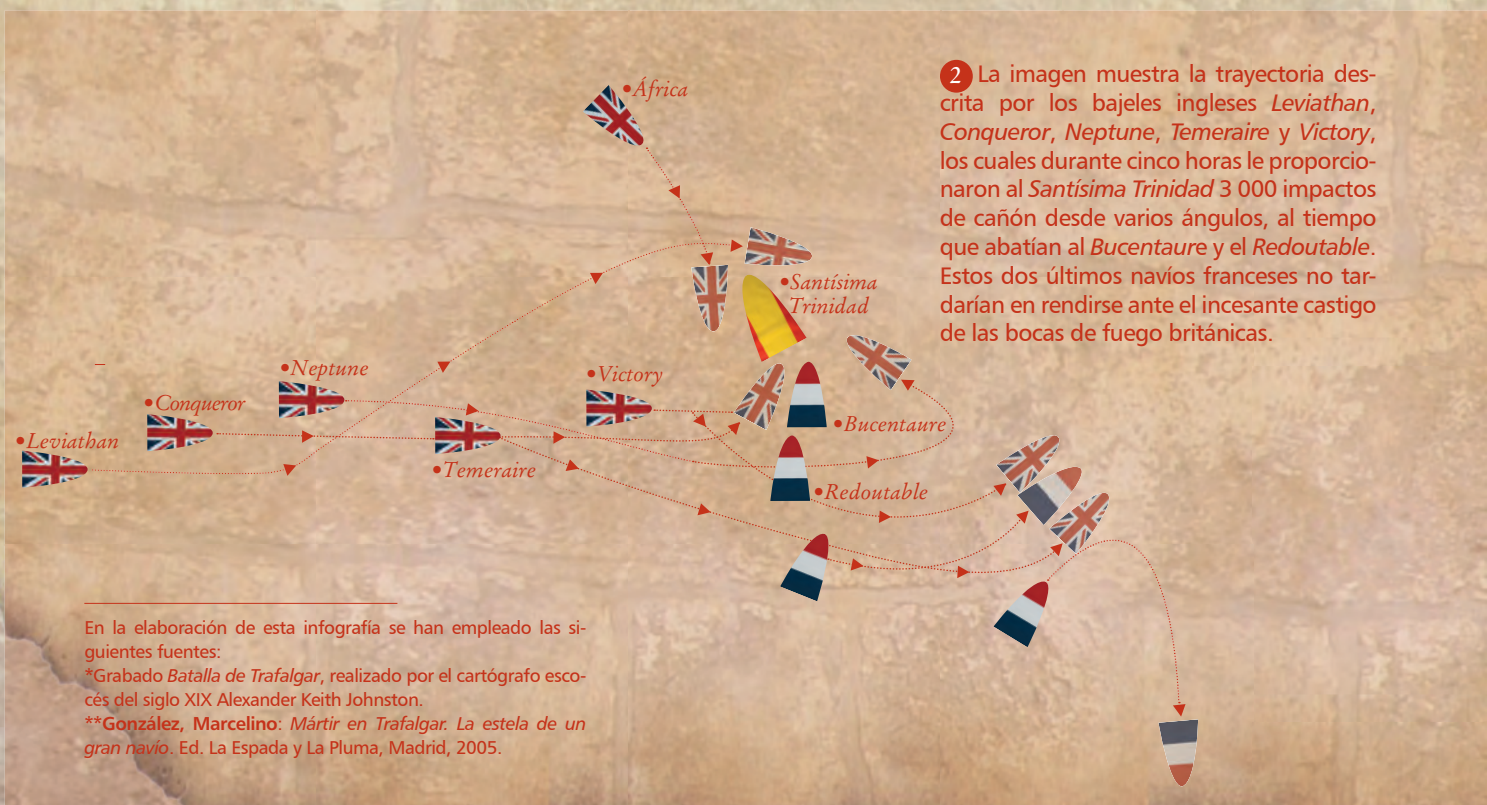 •África
2 La imagen muestra la trayectoria des-
crita por los bajeles ingleses Leviathan,
Conqueror, Neptune, Temeraire y Victory,
los cuales durante cinco horas le proporcio-
naron al Santísima Trinidad 3 000 impactos
de cañón desde varios ángulos, al tiempo
que abatían al Bucentaure y el Redoutable.
Estos dos últimos navíos franceses no tar-
darían en rendirse ante el incesante castigo
de las bocas de fuego británicas.
•Santísima
Trinidad
•Neptune
•Victory
•Conqueror
•Leviathan
•Temeraire
•Bucentaure
•Redoutable
En la elaboración de esta infografía se han empleado las si-
guientes fuentes:
*Grabado Batalla de Trafalgar, realizado por el cartógrafo esco-
cés del siglo XIX Alexander Keith Johnston.
**González, Marcelino: Mártir en Trafalgar. La estela de un
gran navío. Ed. La Espada y La Pluma, Madrid, 2005.